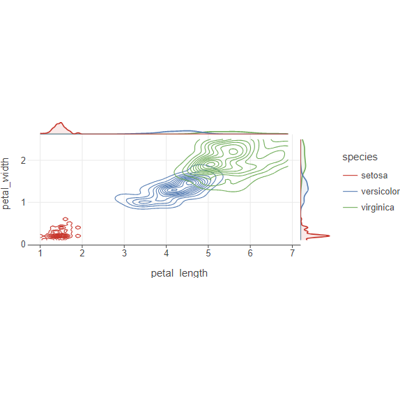 petal_width
2
1
0
1 2 3 4 5 6 7
petal_length
species
setosa
versicolor
virginica